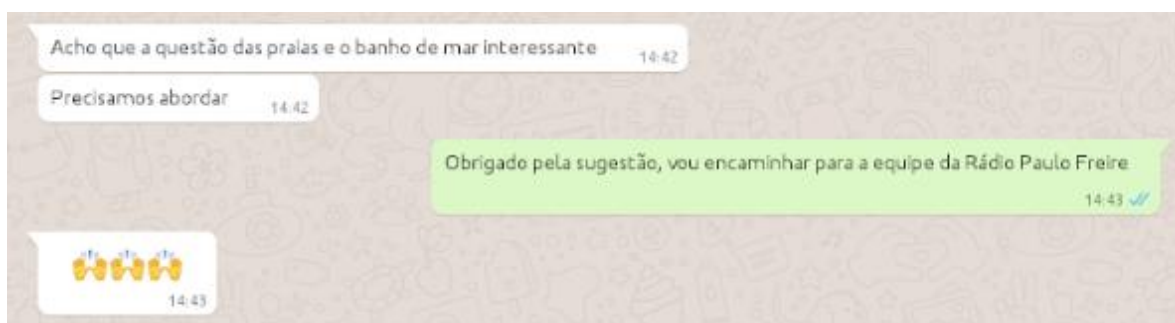 Acho que a questão das praias e o banho de mar interessante
14:42
Precisamos abordar
14:42
Obrigado pela sugestão, vou encaminhar para a equipe da Rádio Paulo Freire
14:43
🙌🙌🙌
14:43